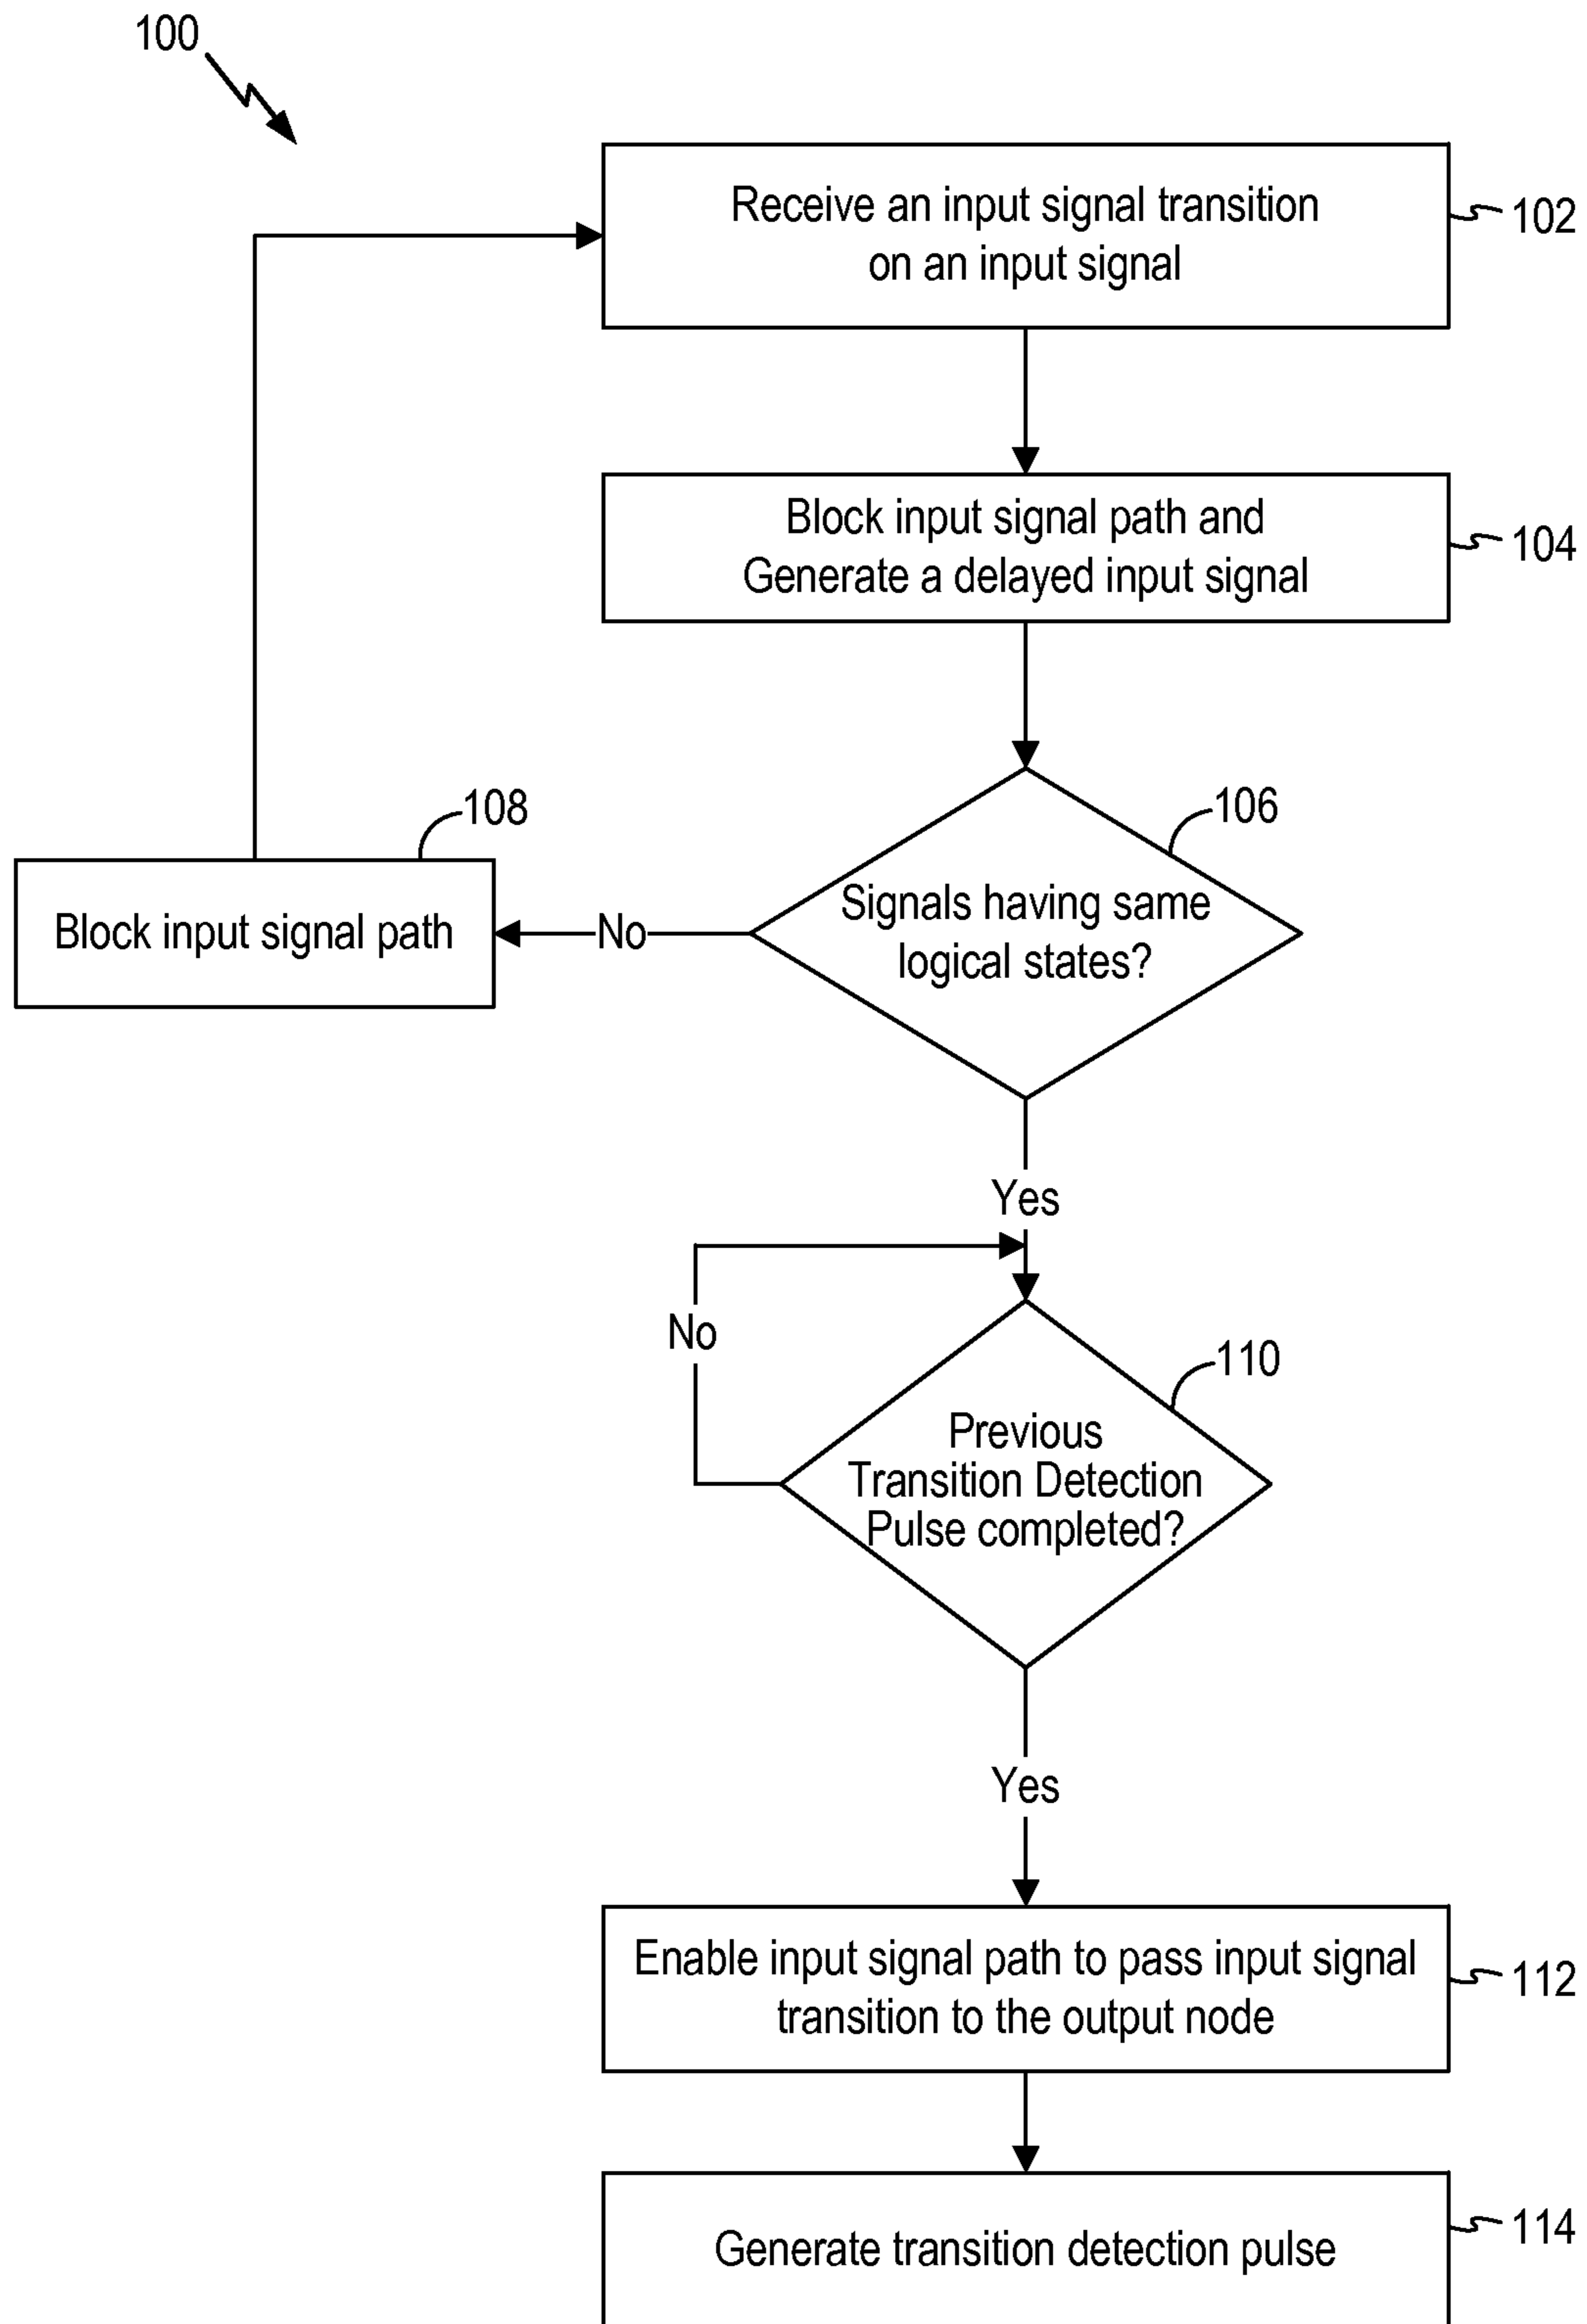 100
Receive an input signal transition
on an input signal
102
Block input signal path and
Generate a delayed input signal
104
106
Signals having same
logical states?
No
108
Block input signal path
Yes
No
110
Previous
Transition Detection
Pulse completed?
Yes
Enable input signal path to pass input signal
transition to the output node
112
Generate transition detection pulse
114